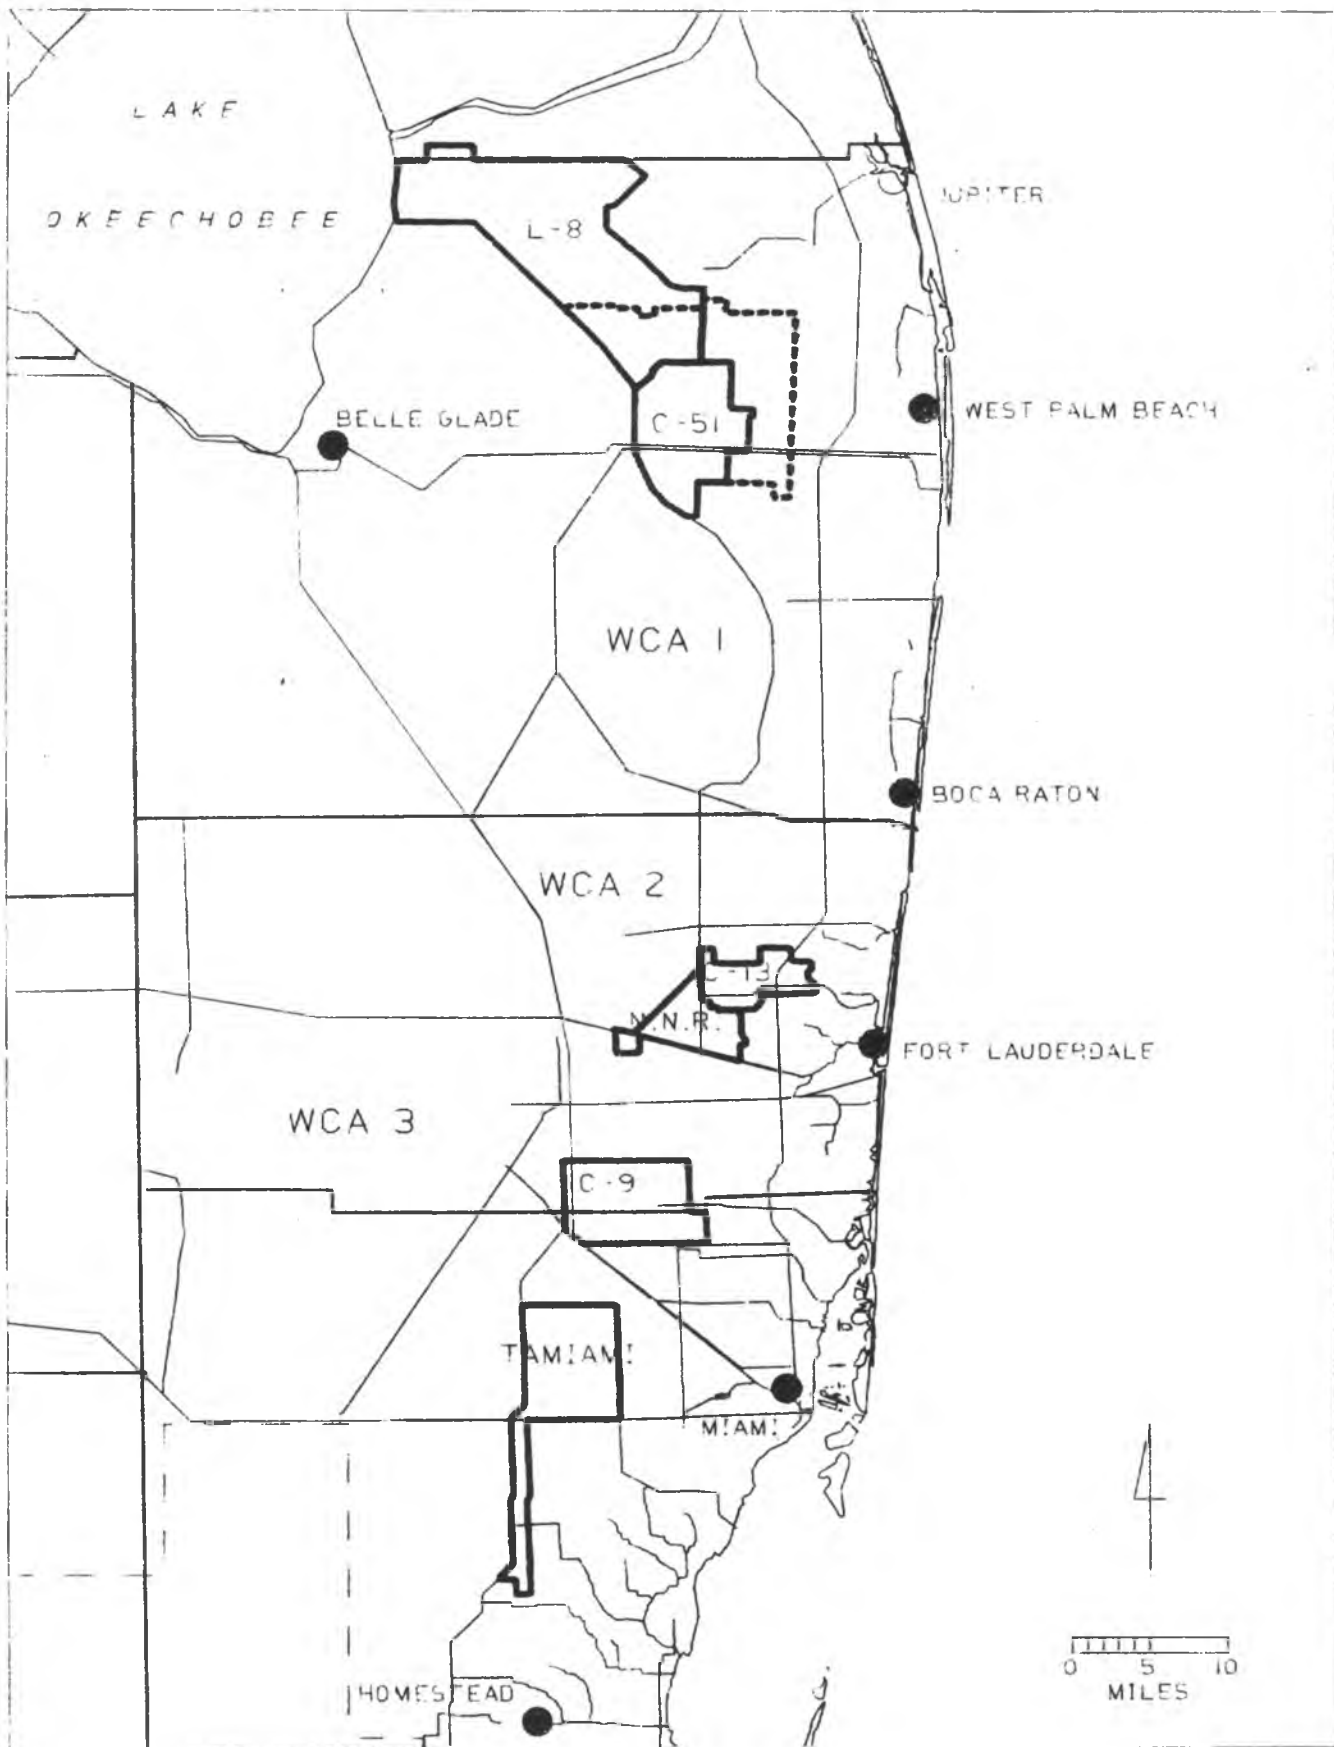 LAKE
OKEECHOBEE
JUPITER
L-8
BELLE GLADE
C-51
WEST PALM BEACH
WCA 1
BOCA RATON
WCA 2
C-13
N.N.R.
FORT LAUDERDALE
WCA 3
C-9
TAMIAMI
MIAMI
HOMESTEAD
0 5 10
MILES